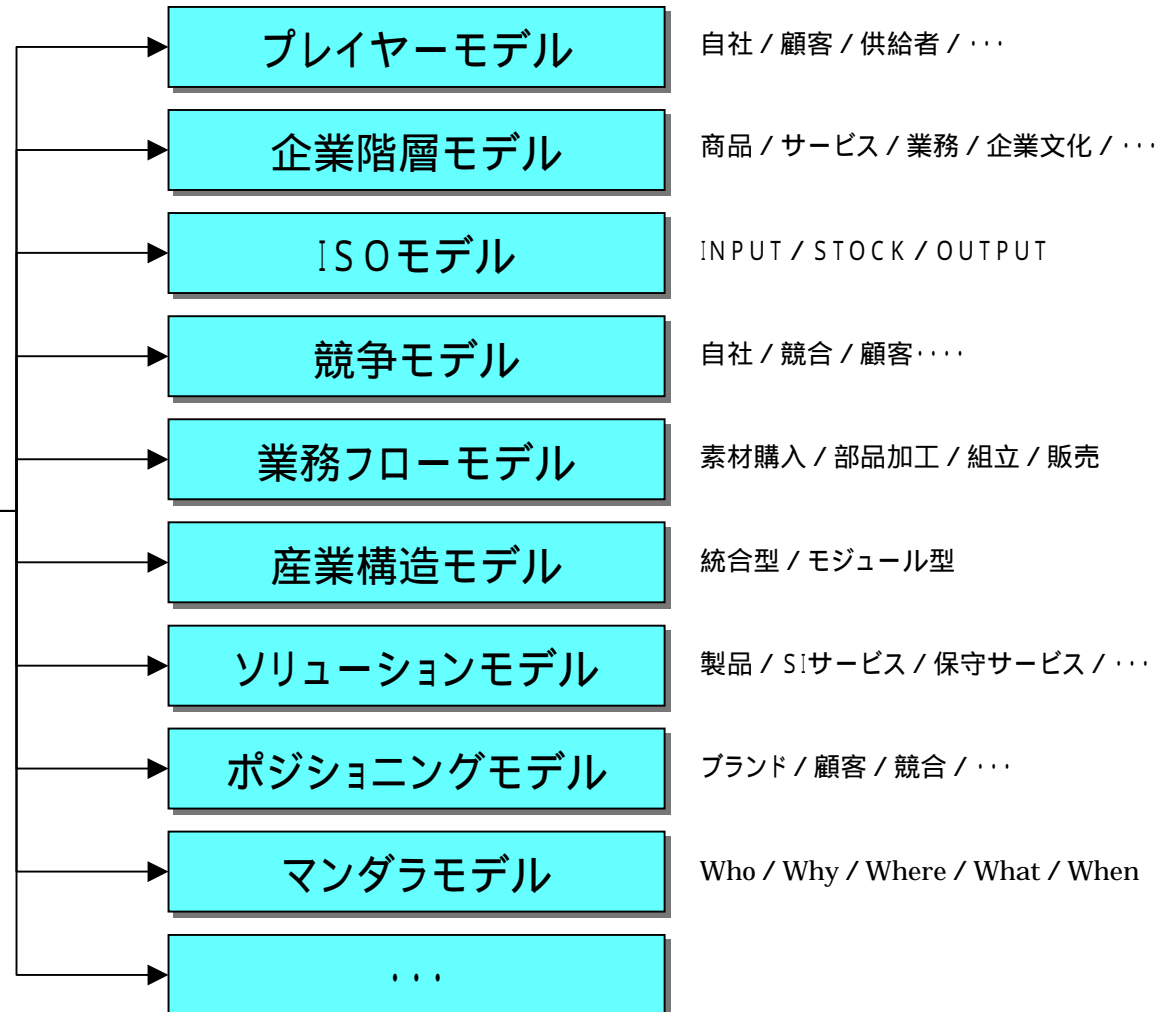 プレイヤーモデル 自社／顧客／供給者／・・・
企業階層モデル 商品／サービス／業務／企業文化／・・・
ＩＳＯモデル ＩＮＰＵＴ／ＳＴＯＣＫ／ＯＵＴＰＵＴ
競争モデル 自社／競合／顧客・・・・
業務フローモデル 素材購入／部品加工／組立／販売
産業構造モデル 統合型／モジュール型
ソリューションモデル 製品／SIサービス／保守サービス／・・・
ポジショニングモデル ブランド／顧客／競合／・・・
マンダラモデル Who／Why／Where／What／When
・・・